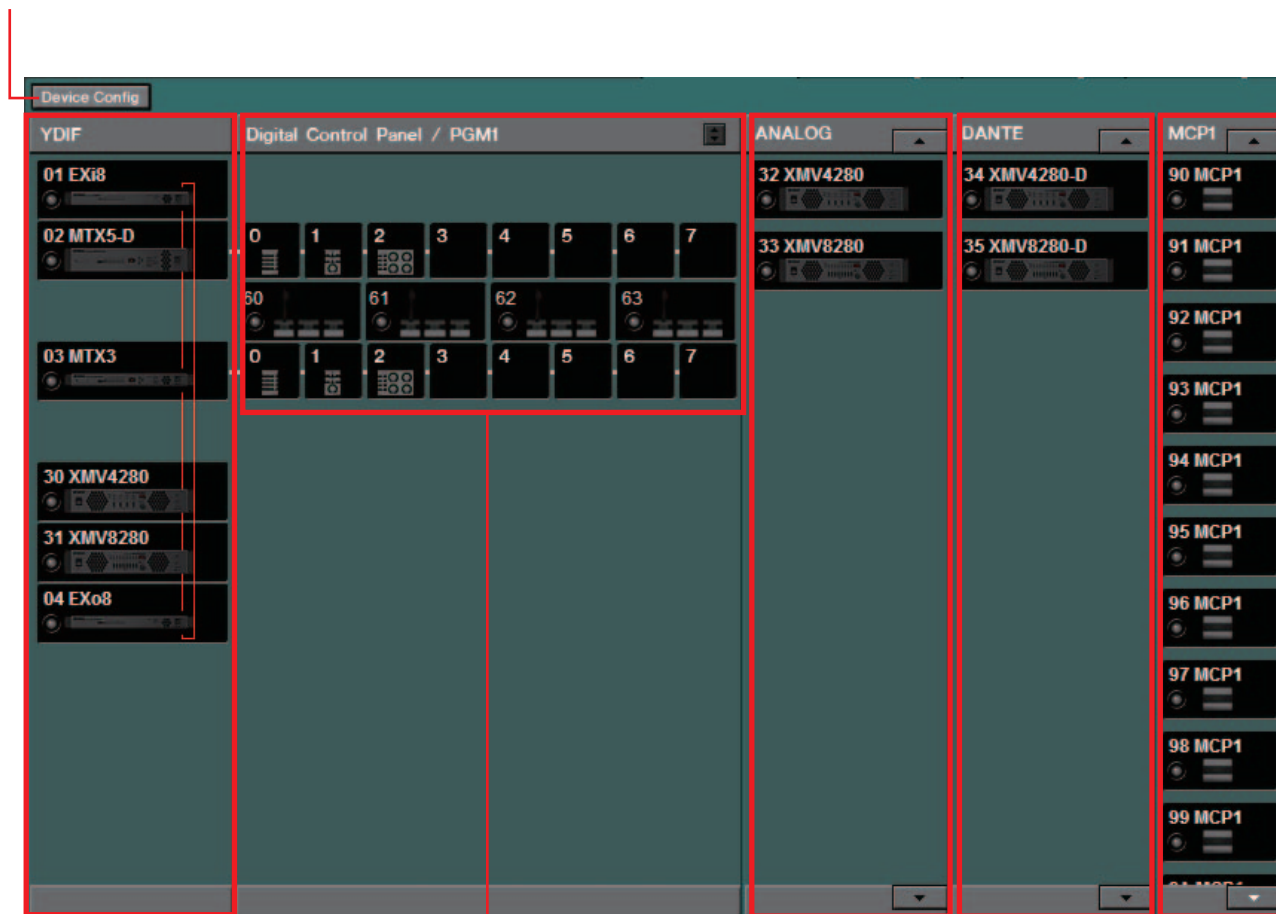 Device Config
YDIF
Digital Control Panel / PGM1
ANALOG
DANTE
MCP1
01 EXi8
02 MTX5-D
03 MTX3
30 XMV4280
31 XMV8280
04 EXo8
0 1 2 3 4 5 6 7
60 61 62 63
0 1 2 3 4 5 6 7
32 XMV4280
33 XMV8280
34 XMV4280-D
35 XMV8280-D
90 MCP1
91 MCP1
92 MCP1
93 MCP1
94 MCP1
95 MCP1
96 MCP1
97 MCP1
98 MCP1
99 MCP1